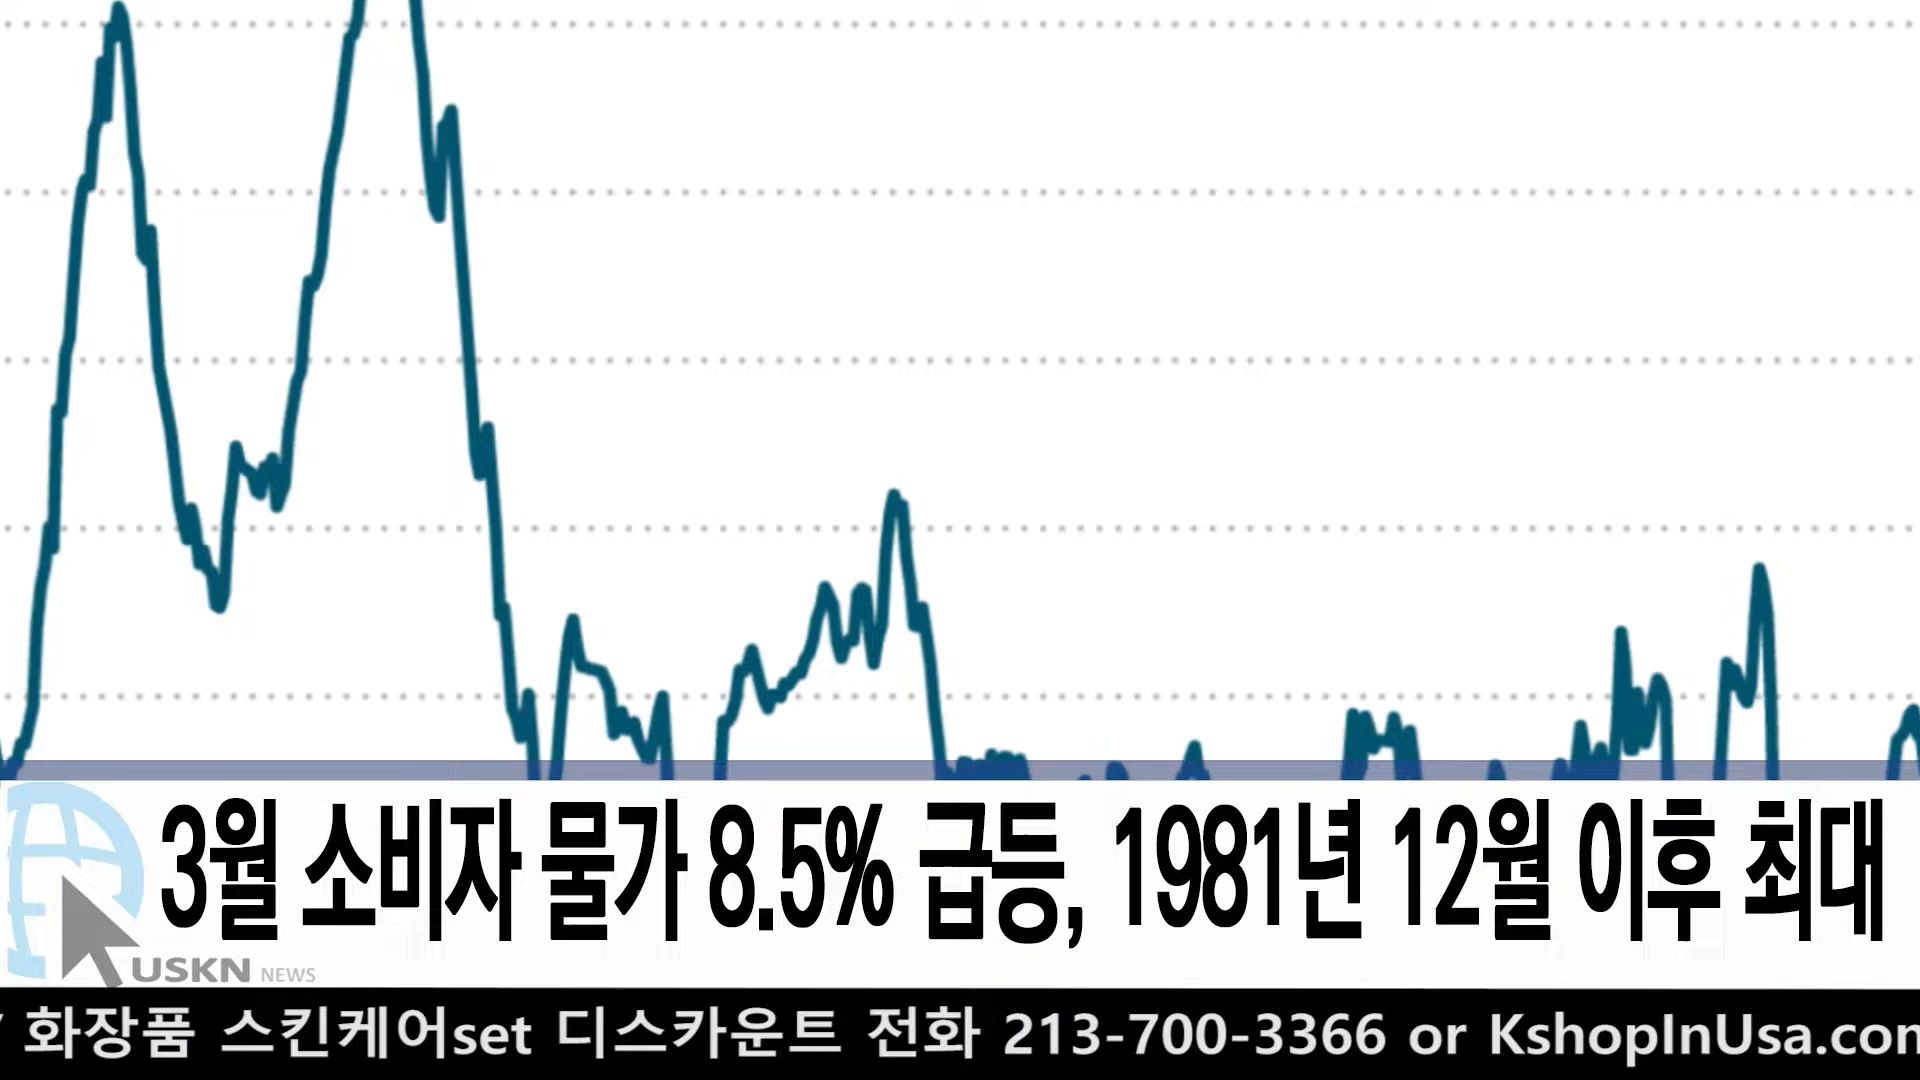 3월 소비자 물가 8.5% 급등, 1981년 12월 이후 최대
USKN NEWS
화장품 스킨케어set 디스카운트 전화 213-700-3366 or KshopInUsa.com